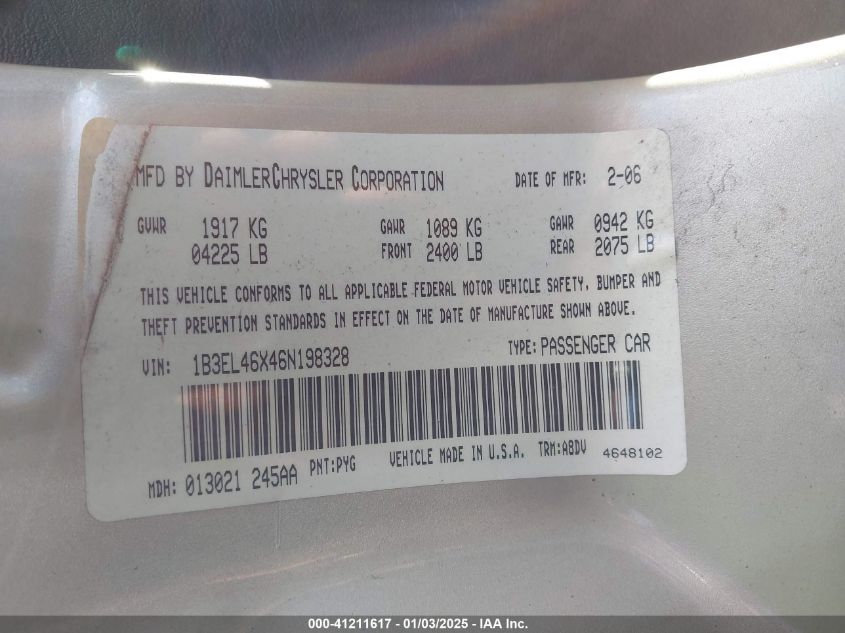 MFD BY DAIMLERCHRYSLER CORPORATION DATE OF MFR: 2-06
GVWR 1917 KG GAWR 1089 KG GAWR 0942 KG
04225 LB FRONT 2400 LB REAR 2075 LB
THIS VEHICLE CONFORMS TO ALL APPLICABLE FEDERAL MOTOR VEHICLE SAFETY, BUMPER AND
THEFT PREVENTION STANDARDS IN EFFECT ON THE DATE OF MANUFACTURE SHOWN ABOVE.
VIN: 1B3EL46X46N198328 TYPE: PASSENGER CAR
MDH: 013021 245AA PNT: PYG VEHICLE MADE IN U.S.A. TRM: ABDV 4648102
000-41211617 - 01/03/2025 - IAA Inc.